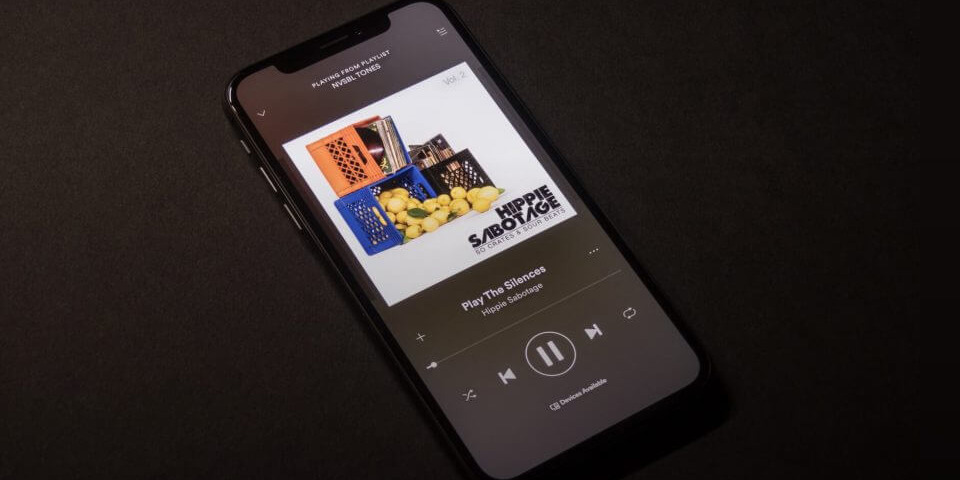 PLAYING FROM PLAYLIST
NVSBL TONES
Vol. 2
HIPPIE
SABOTAGE
SO CRATES & SOUR BEATS
Play The Silences
Hippie Sabotage
Devices Available